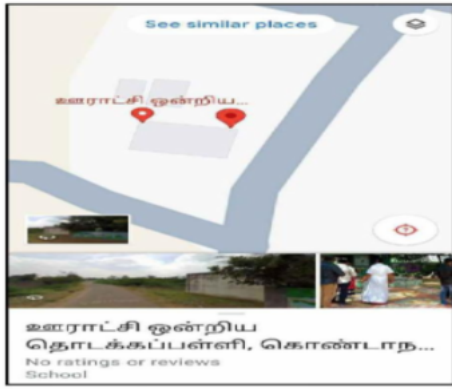 See similar places
ஊராட்சி ஒன்றிய...
ஊராட்சி ஒன்றிய
தொடக்கப்பள்ளி, கொண்டாந...
No ratings or reviews
School